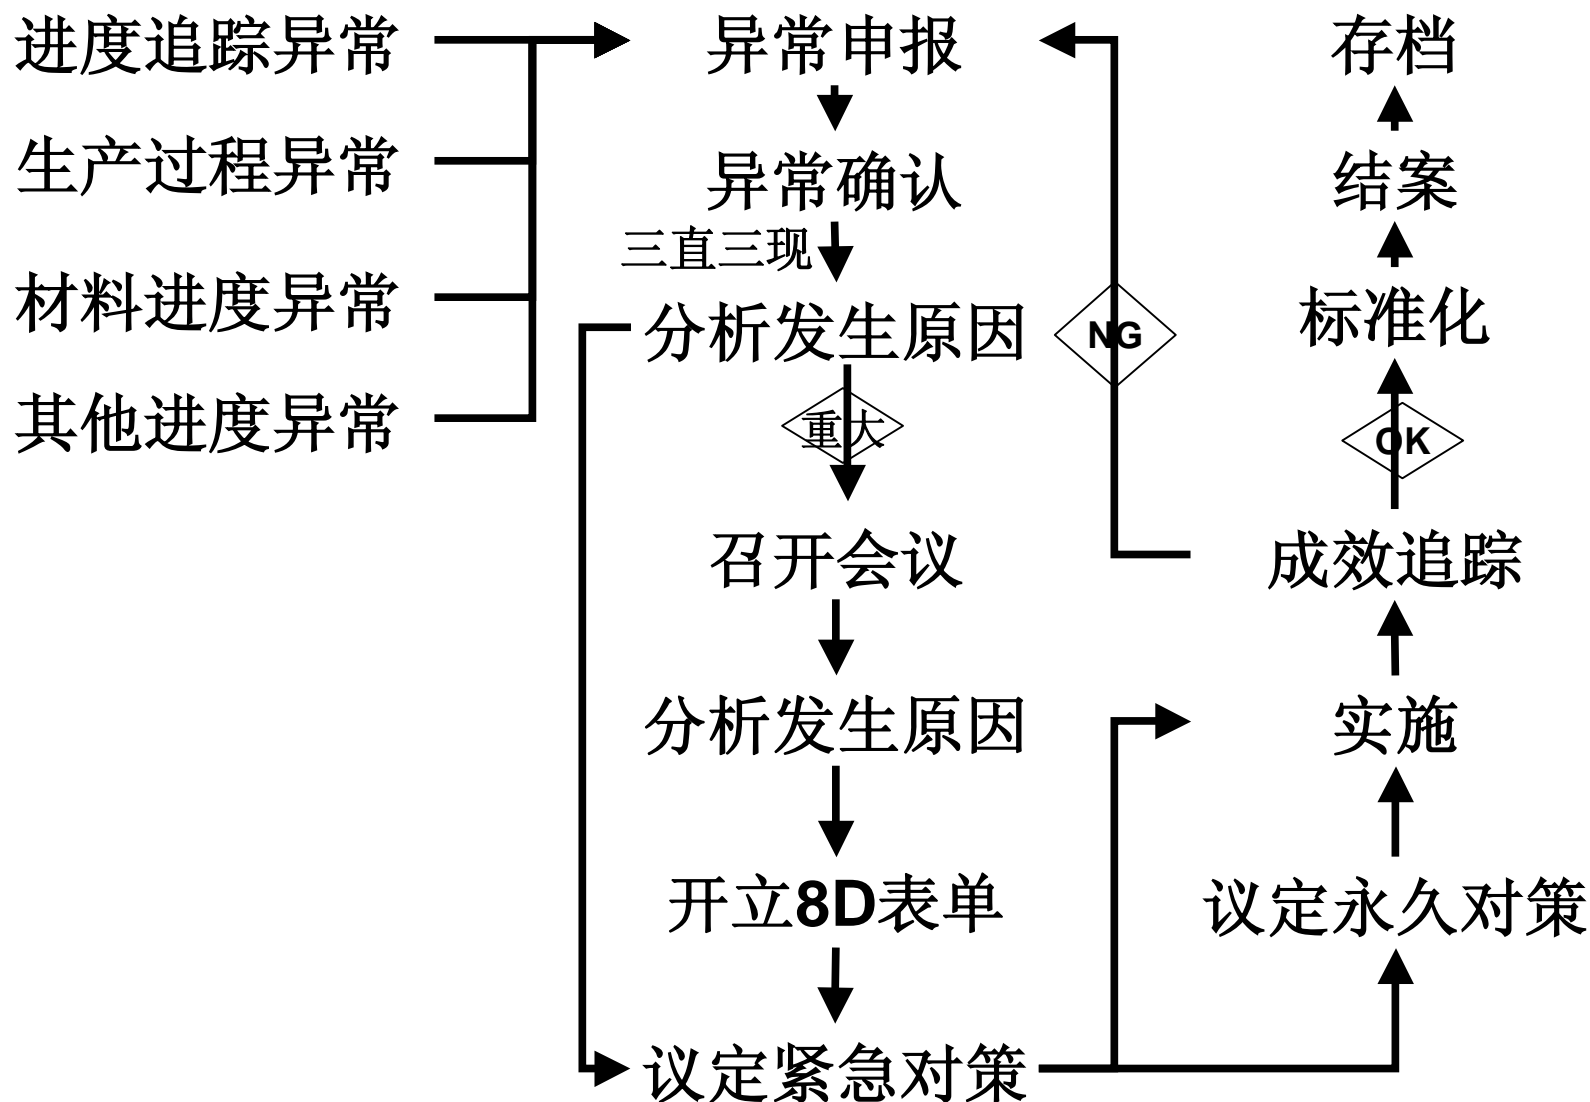 进度追踪异常
生产过程异常
材料进度异常
其他进度异常
异常申报
异常确认
三直三现
分析发生原因
重大
召开会议
分析发生原因
开立8D表单
议定紧急对策
NG
存档
结案
标准化
OK
成效追踪
实施
议定永久对策